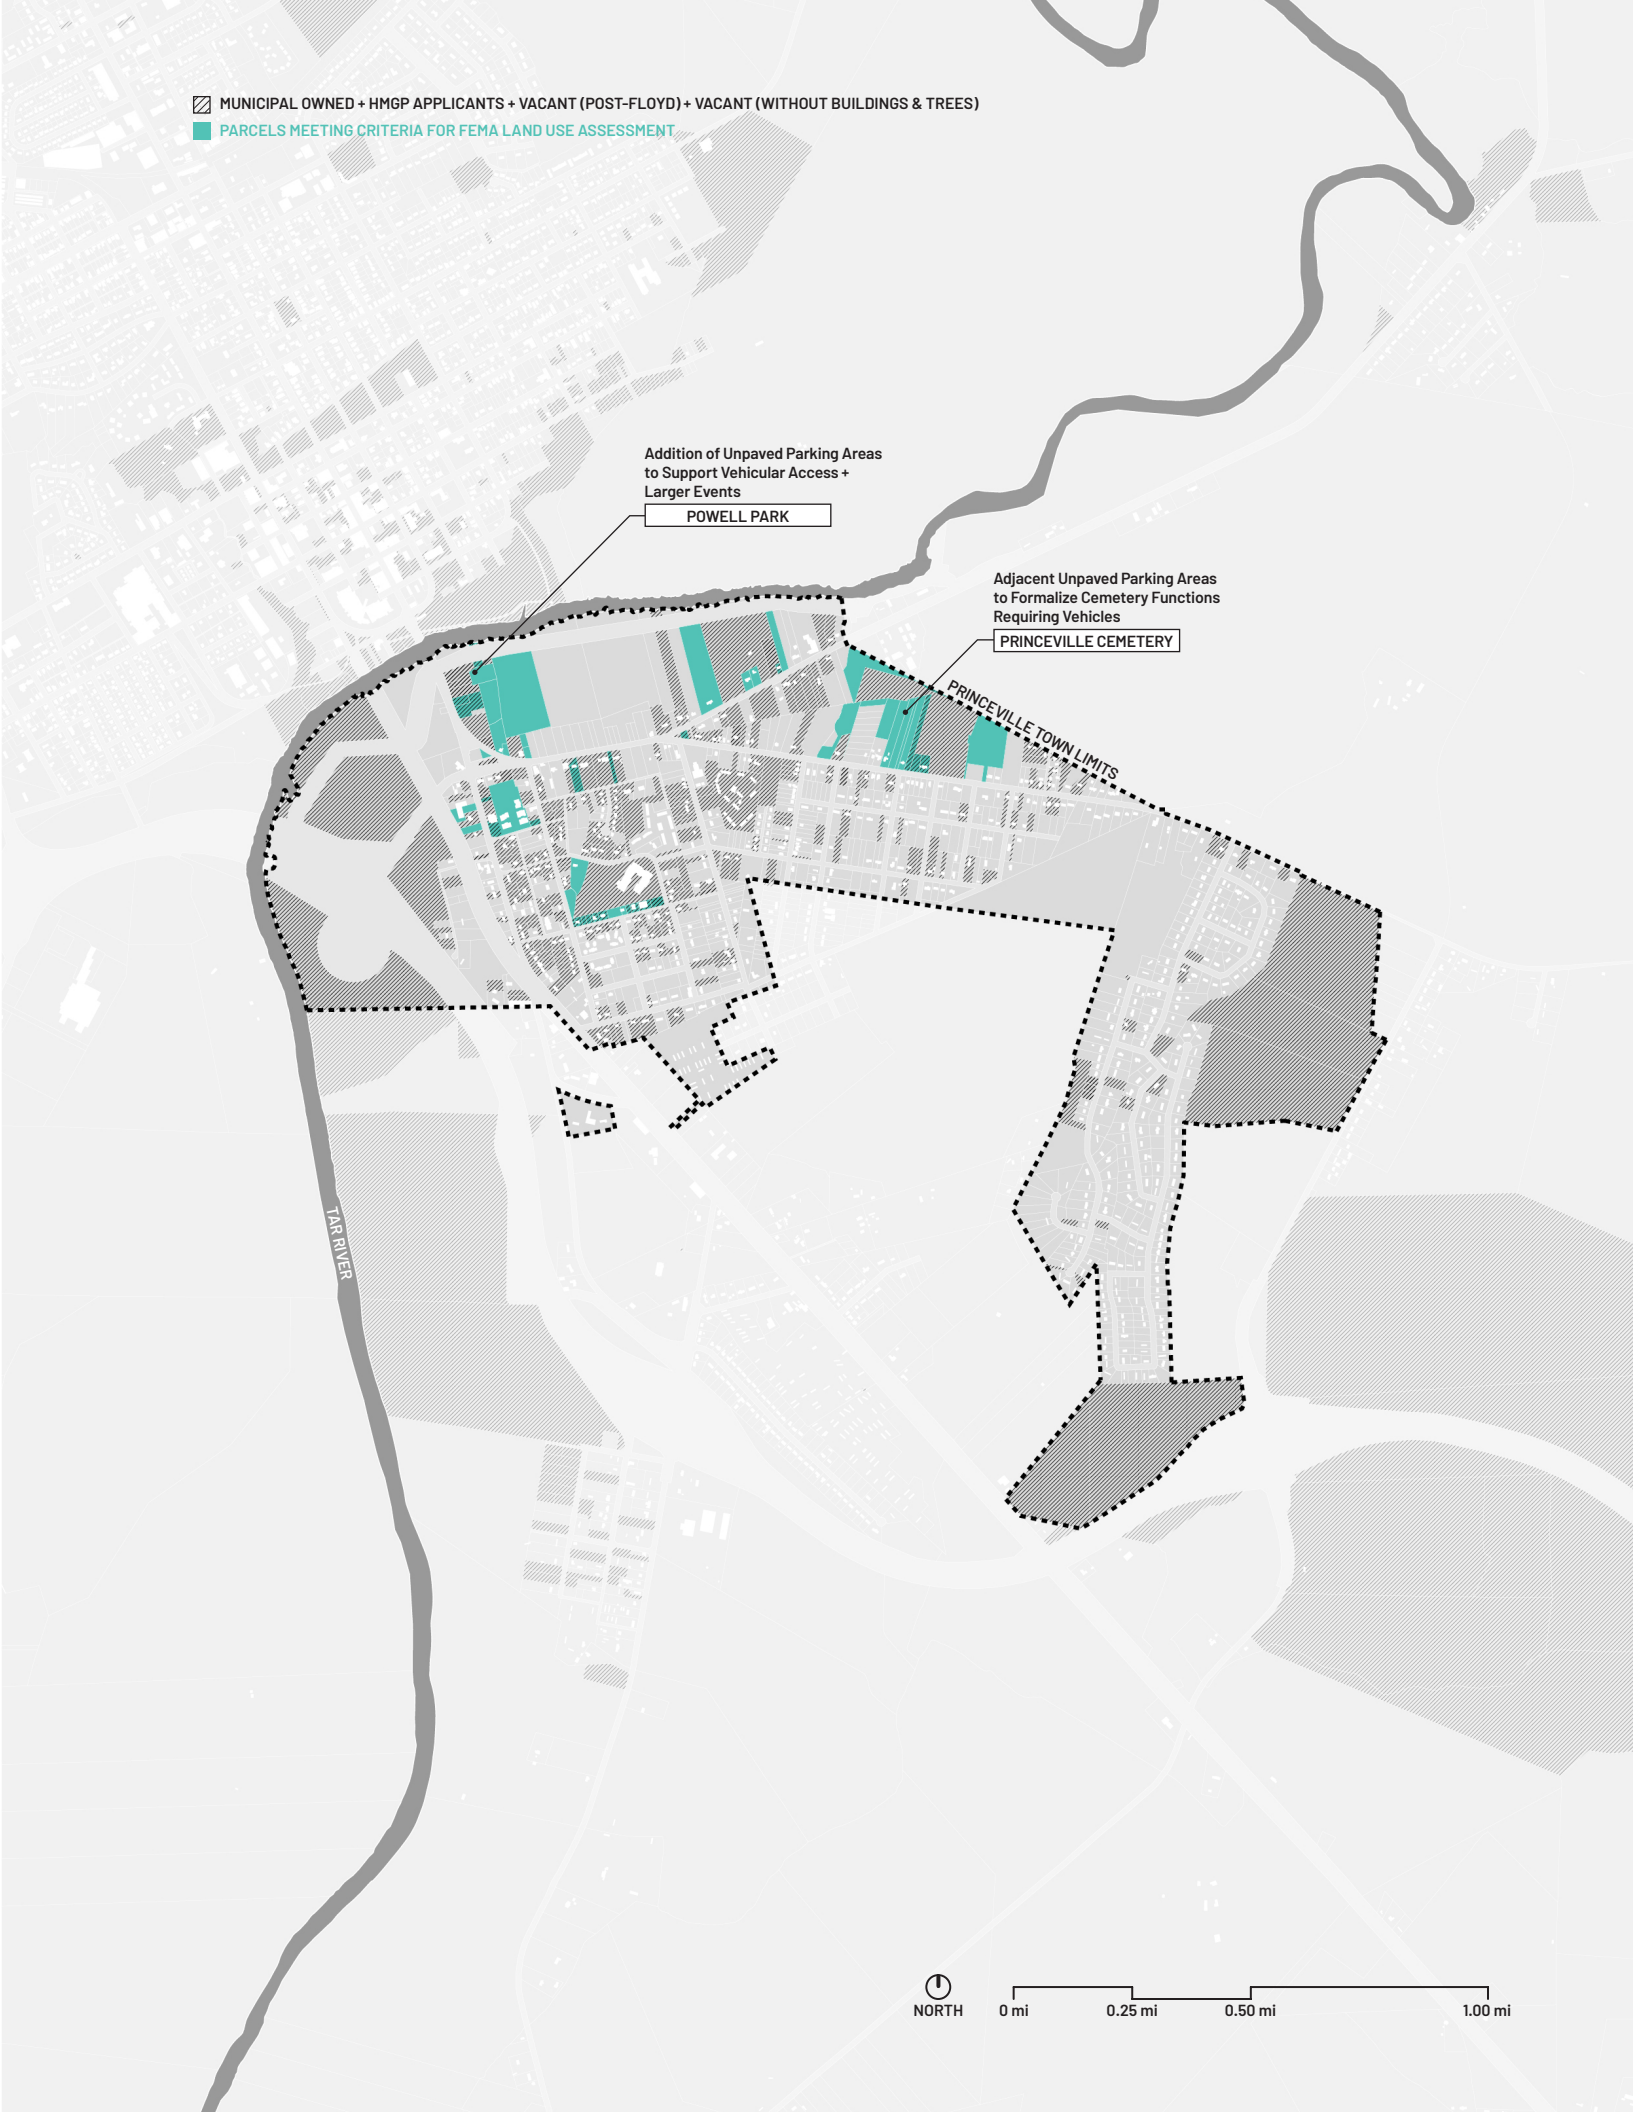 MUNICIPAL OWNED + HMGP APPLICANTS + VACANT (POST-FLOYD) + VACANT (WITHOUT BUILDINGS & TREES)
PARCELS MEETING CRITERIA FOR FEMA LAND USE ASSESSMENT
Addition of Unpaved Parking Areas
to Support Vehicular Access +
Larger Events
POWELL PARK
Adjacent Unpaved Parking Areas
to Formalize Cemetery Functions
Requiring Vehicles
PRINCEVILLE CEMETERY
PRINCEVILLE TOWN LIMITS
TAR RIVER
NORTH
0 mi
0.25 mi
0.50 mi
1.00 mi